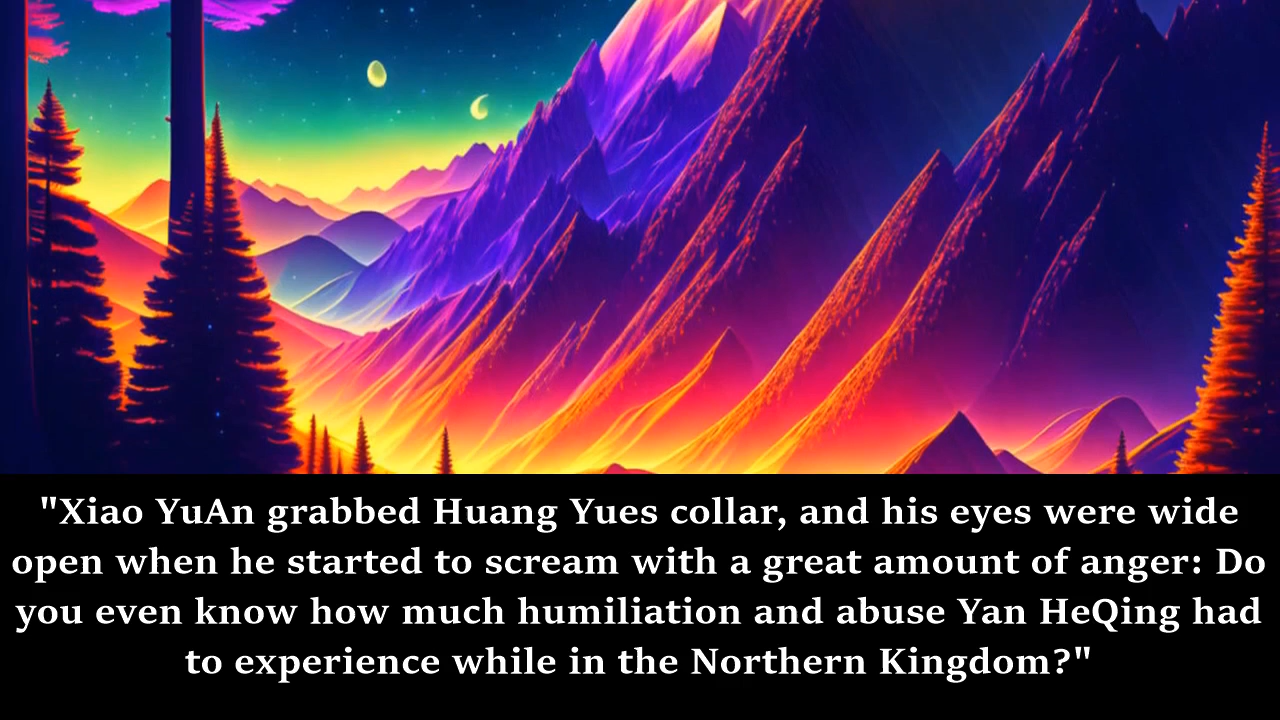 "Xiao YuAn grabbed Huang Yues collar, and his eyes were wide
open when he started to scream with a great amount of anger: Do
you even know how much humiliation and abuse Yan HeQing had
to experience while in the Northern Kingdom?"